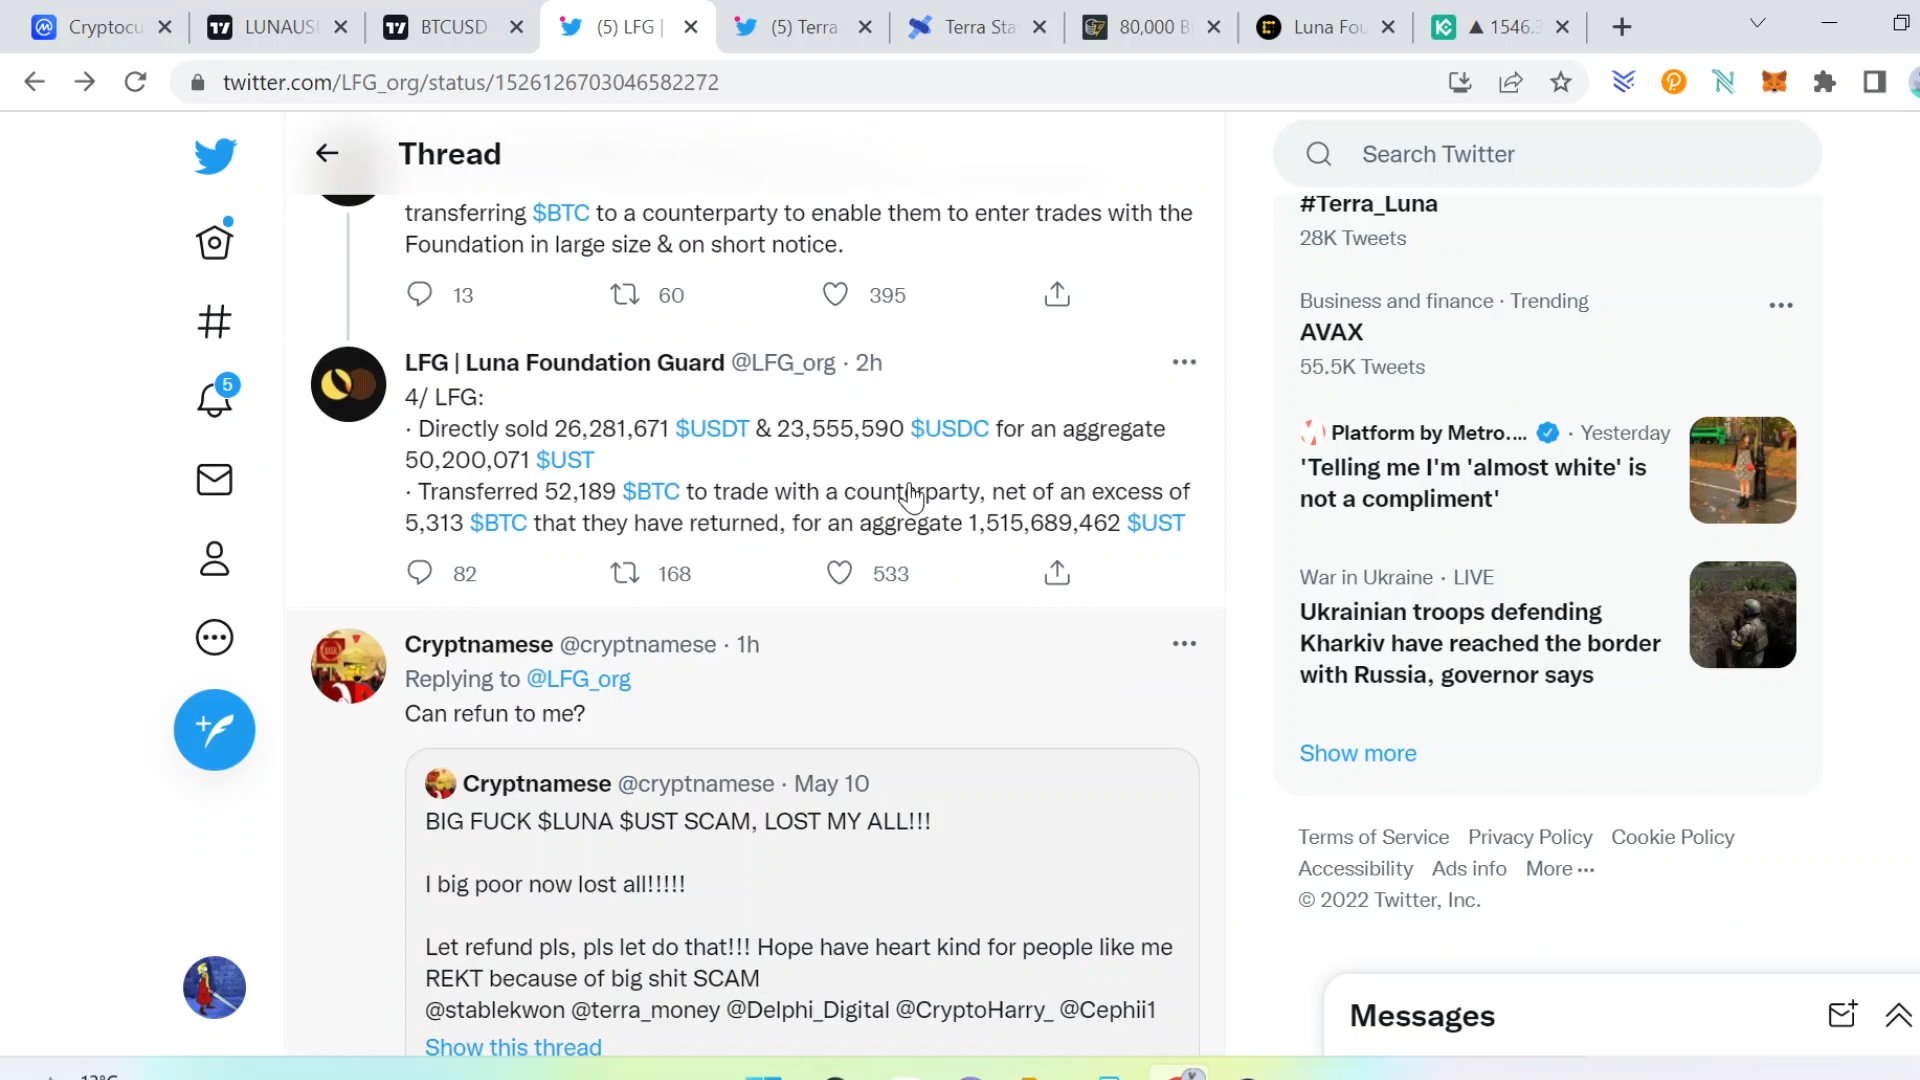 Cryptocu
LUNAUS
BTCUSD
(5) LFG |
(5) Terra
Terra Sta
80,000 B
Luna Fou
▲ 1546.
twitter.com/LFG_org/status/1526126703046582272
Thread
transferring $BTC to a counterparty to enable them to enter trades with the
Foundation in large size & on short notice.
13 60 395
LFG | Luna Foundation Guard @LFG_org · 2h
4/ LFG:
· Directly sold 26,281,671 $USDT & 23,555,590 $USDC for an aggregate
50,200,071 $UST
· Transferred 52,189 $BTC to trade with a counterparty, net of an excess of
5,313 $BTC that they have returned, for an aggregate 1,515,689,462 $UST
82 168 533
5
Cryptnamese @cryptnamese · 1h
Replying to @LFG_org
Can refun to me?
Cryptnamese @cryptnamese · May 10
BIG FUCK $LUNA $UST SCAM, LOST MY ALL!!!
I big poor now lost all!!!!!
Let refund pls, pls let do that!!! Hope have heart kind for people like me
REKT because of big shit SCAM
@stablekwon @terra_money @Delphi_Digital @CryptoHarry_ @Cephii1
Show this thread
Search Twitter
#Terra_Luna
28K Tweets
Business and finance · Trending
AVAX
55.5K Tweets
Platform by Metro.... · Yesterday
'Telling me I'm 'almost white' is
not a compliment'
War in Ukraine · LIVE
Ukrainian troops defending
Kharkiv have reached the border
with Russia, governor says
Show more
Terms of Service Privacy Policy Cookie Policy
Accessibility Ads info More ···
© 2022 Twitter, Inc.
Messages